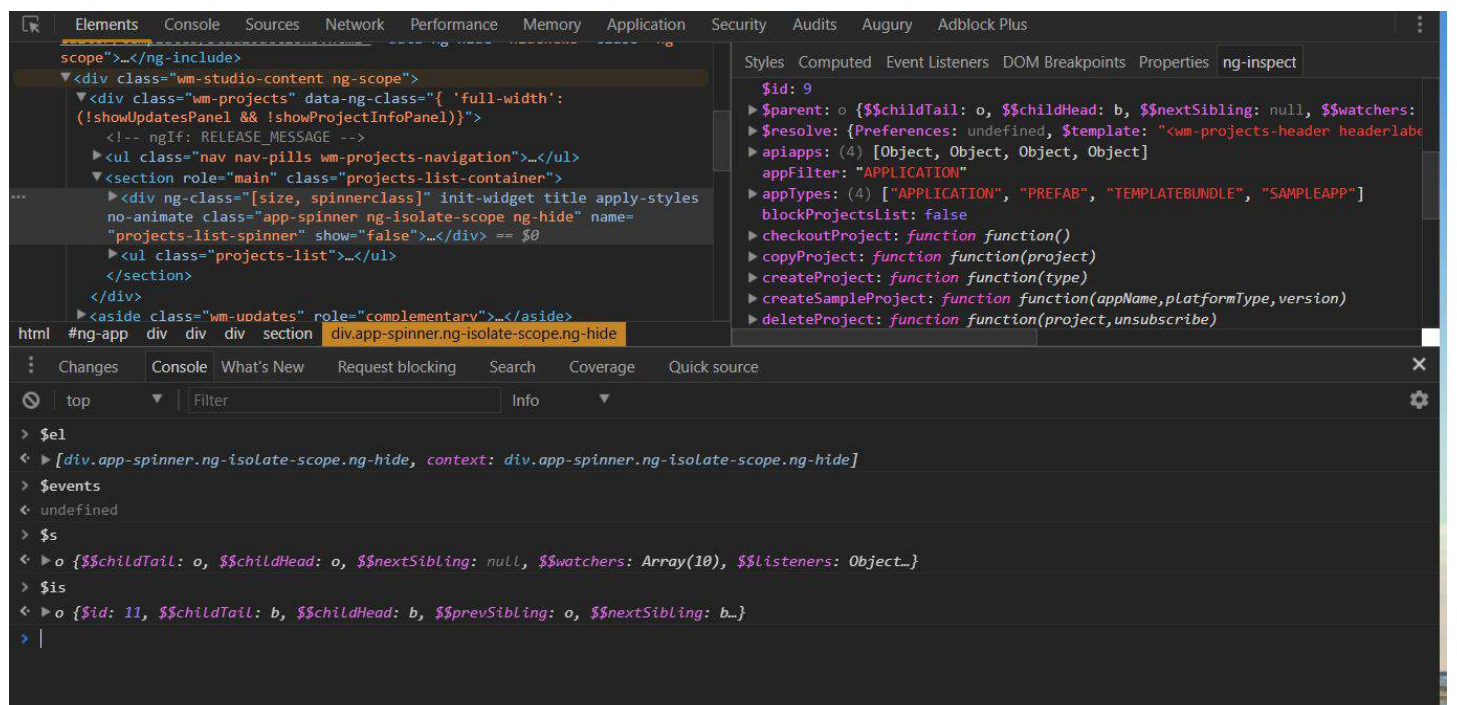 Elements Console Sources Network Performance Memory Application Security Audits Augury Adblock Plus
scope">…</ng-include>
▼<div class="wm-studio-content ng-scope">
▼<div class="wm-projects" data-ng-class="{ 'full-width':
(!showUpdatesPanel && !showProjectInfoPanel)}">
<!-- ngIf: RELEASE_MESSAGE -->
▶<ul class="nav nav-pills wm-projects-navigation">…</ul>
▼<section role="main" class="projects-list-container">
… ▶<div ng-class="[size, spinnerclass]" init-widget title apply-styles
no-animate class="app-spinner ng-isolate-scope ng-hide" name=
"projects-list-spinner" show="false">…</div> == $0
▶<ul class="projects-list">…</ul>
</section>
</div>
▶<aside class="wm-updates" role="complementary">…</aside>
html #ng-app div div div section div.app-spinner.ng-isolate-scope.ng-hide
Styles Computed Event Listeners DOM Breakpoints Properties ng-inspect
$id: 9
▶$parent: o {$$childTail: o, $$childHead: b, $$nextSibling: null, $$watchers:
▶$resolve: {Preferences: undefined, $template: "<wm-projects-header headerlabe
▶apiapps: (4) [Object, Object, Object, Object]
appFilter: "APPLICATION"
▶appTypes: (4) ["APPLICATION", "PREFAB", "TEMPLATEBUNDLE", "SAMPLEAPP"]
blockProjectsList: false
▶checkoutProject: function function()
▶copyProject: function function(project)
▶createProject: function function(type)
▶createSampleProject: function function(appName,platformType,version)
▶deleteProject: function function(project,unsubscribe)
Changes Console What's New Request blocking Search Coverage Quick source
top ▼ Filter Info ▼
> $el
▶[div.app-spinner.ng-isolate-scope.ng-hide, context: div.app-spinner.ng-isolate-scope.ng-hide]
> $events
undefined
> $s
▶o {$$childTail: o, $$childHead: o, $$nextSibling: null, $$watchers: Array(10), $$listeners: Object…}
> $is
▶o {$id: 11, $$childTail: b, $$childHead: b, $$prevSibling: o, $$nextSibling: b…}
>